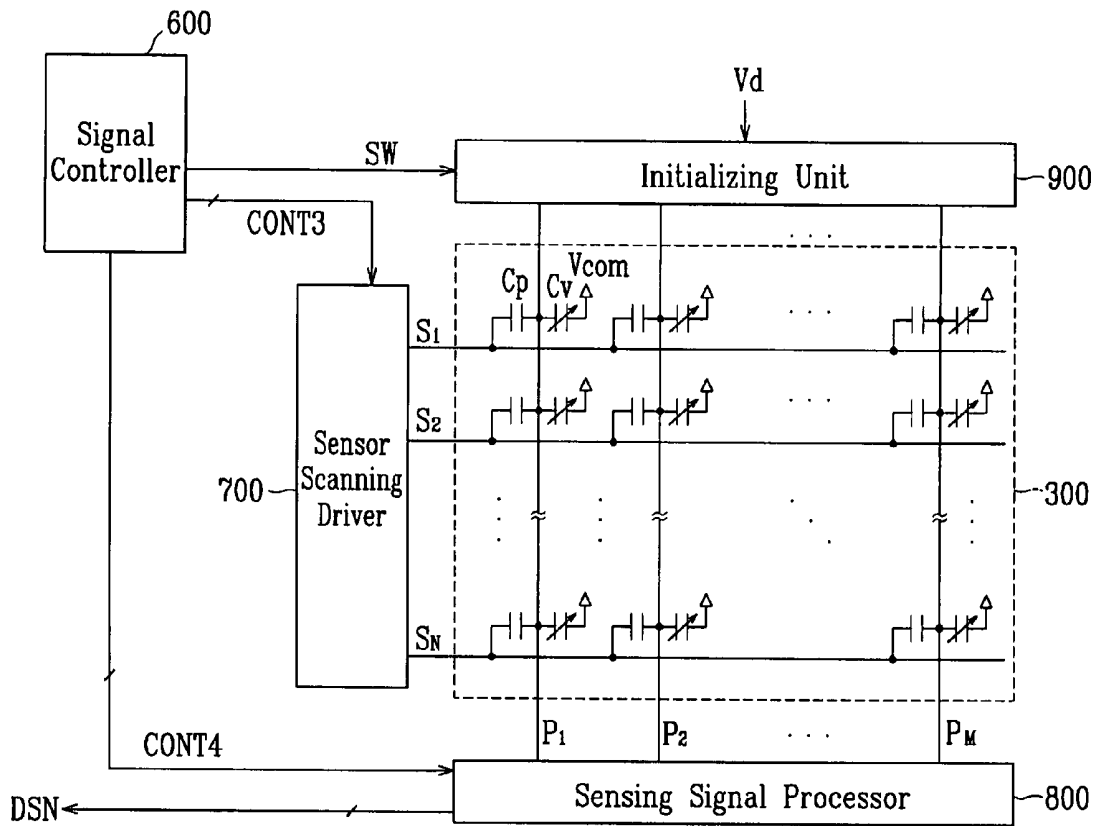 600
Signal
Controller
Vd
SW
Initializing Unit
900
CONT3
. . .
Cp
Cv
Vcom
S1
. . .
S2
. . .
Sensor
Scanning
Driver
700
300
SN
P1
P2
. . .
PM
CONT4
Sensing Signal Processor
800
DSN